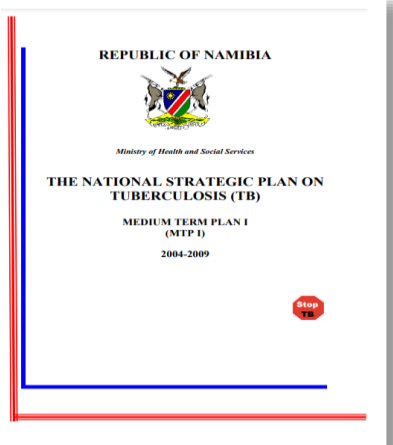 REPUBLIC OF NAMIBIA
Ministry of Health and Social Services
THE NATIONAL STRATEGIC PLAN ON
TUBERCULOSIS (TB)
MEDIUM TERM PLAN I
(MTP I)
2004-2009
Stop
TB